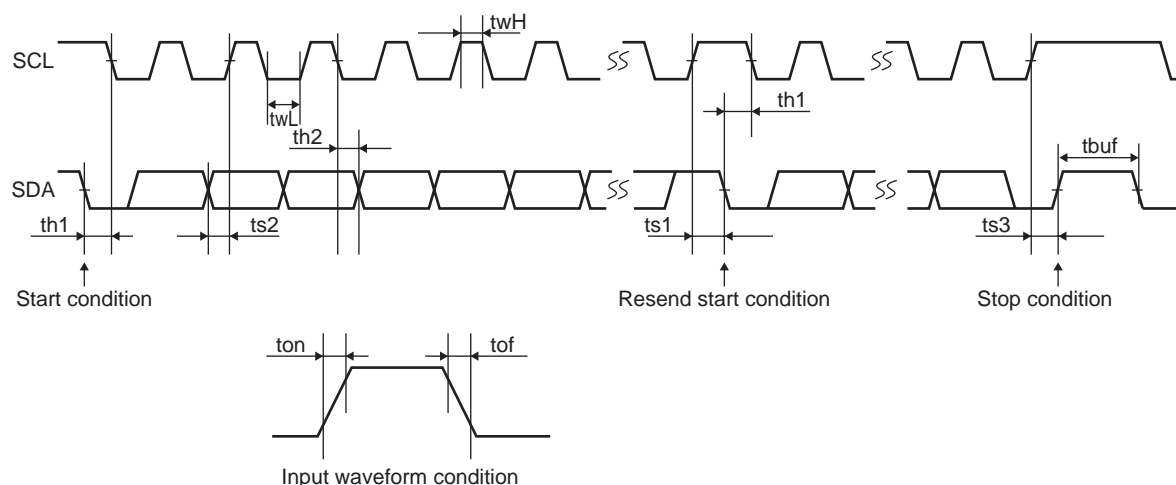 twH
SCL
th1
twL
th2
tbuf
SDA
th1
ts2
ts1
ts3
Start condition
Resend start condition
Stop condition
ton
tof
Input waveform condition